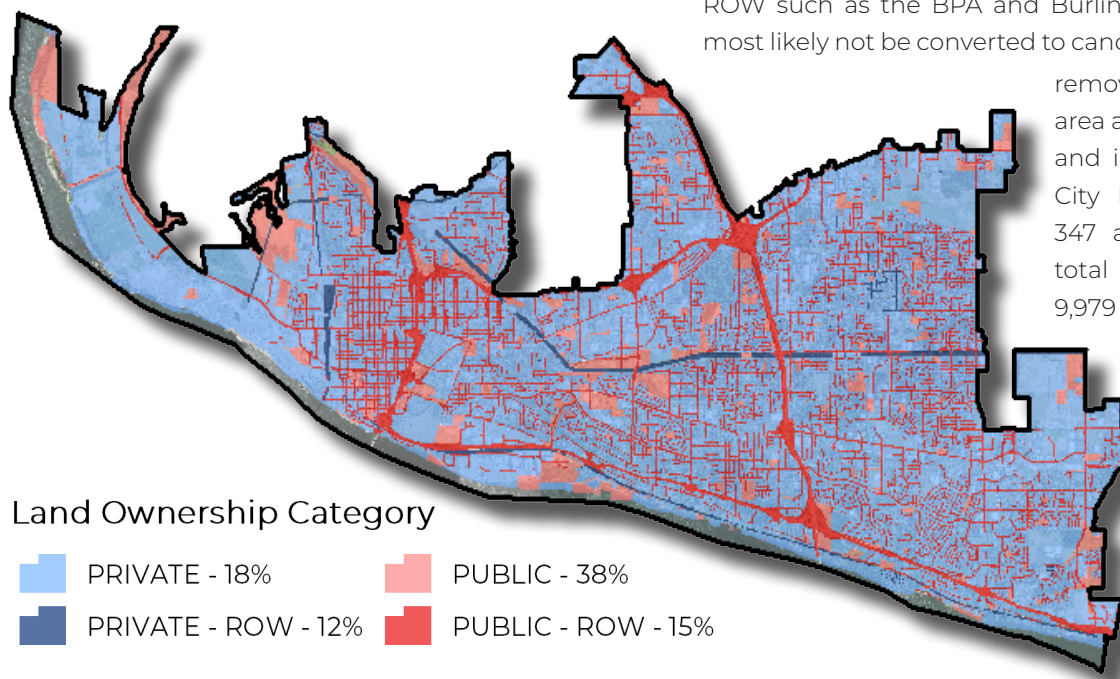 ROW such as the BPA and Burlin
most likely not be converted to cano
remov
area a
and i
City
347 a
total
9,979
Land Ownership Category
PRIVATE - 18%
PUBLIC - 38%
PRIVATE - ROW - 12%
PUBLIC - ROW - 15%